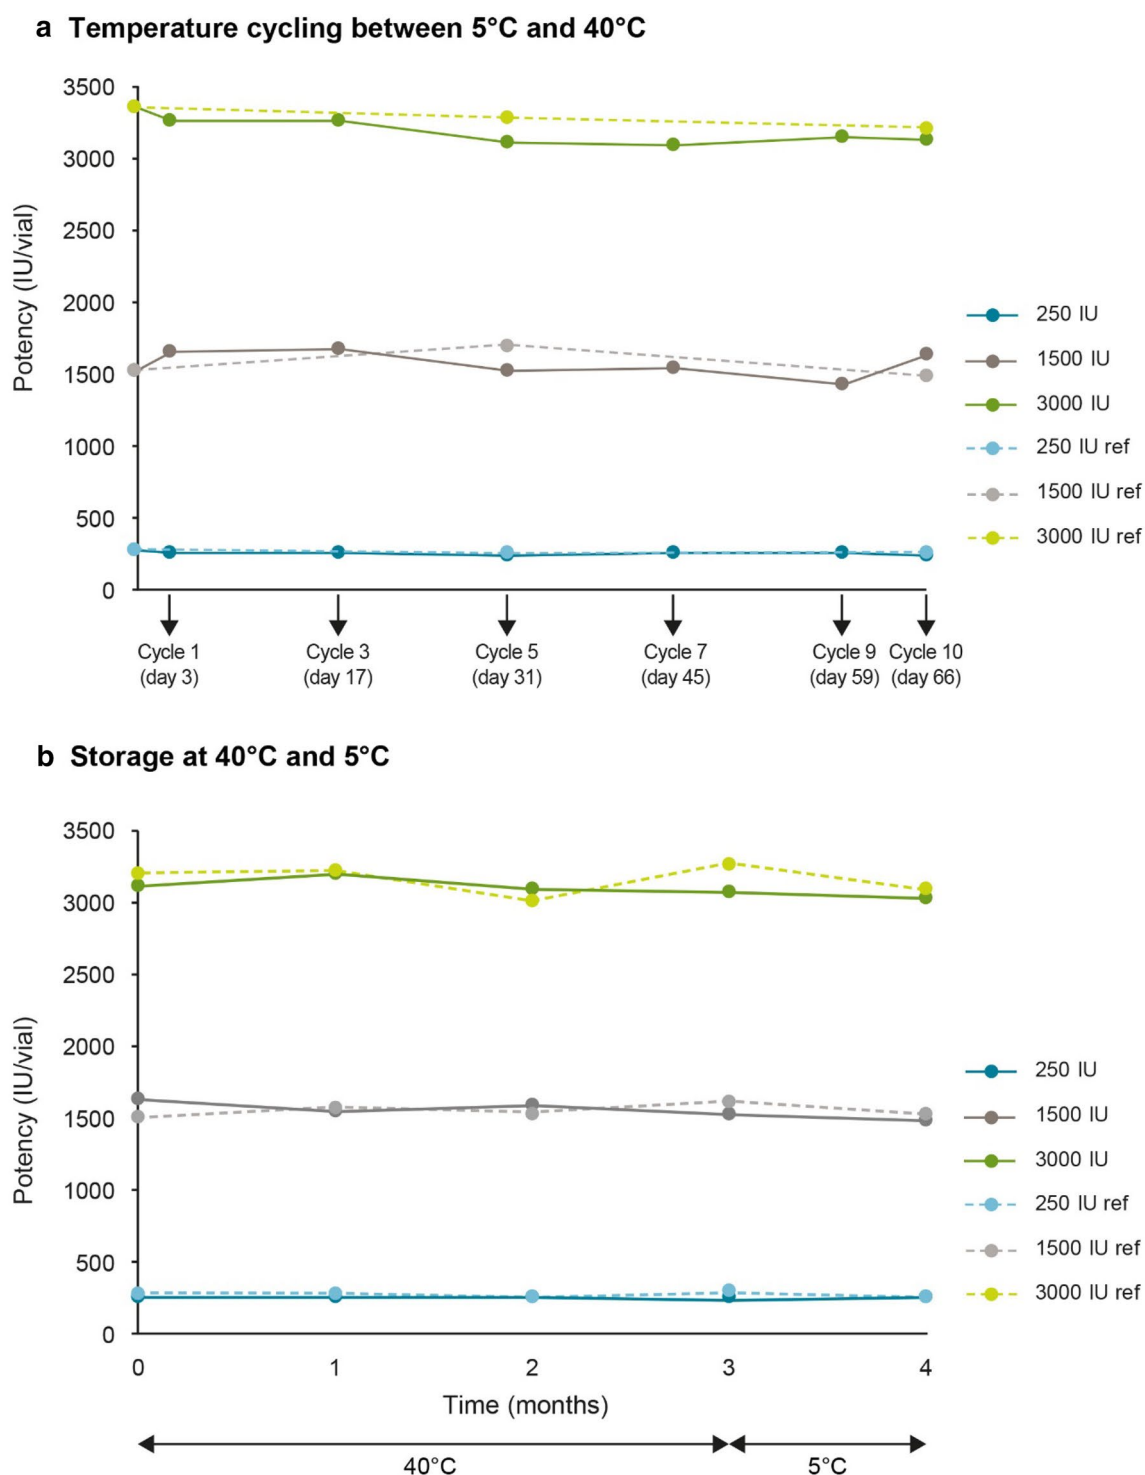 a Temperature cycling between 5°C and 40°C
3500
3000
2500
2000
1500
1000
500
0
Potency (IU/vial)
250 IU
1500 IU
3000 IU
250 IU ref
1500 IU ref
3000 IU ref
Cycle 1
(day 3)
Cycle 3
(day 17)
Cycle 5
(day 31)
Cycle 7
(day 45)
Cycle 9
(day 59)
Cycle 10
(day 66)
b Storage at 40°C and 5°C
3500
3000
2500
2000
1500
1000
500
0
Potency (IU/vial)
250 IU
1500 IU
3000 IU
250 IU ref
1500 IU ref
3000 IU ref
0 1 2 3 4
Time (months)
40°C 5°C